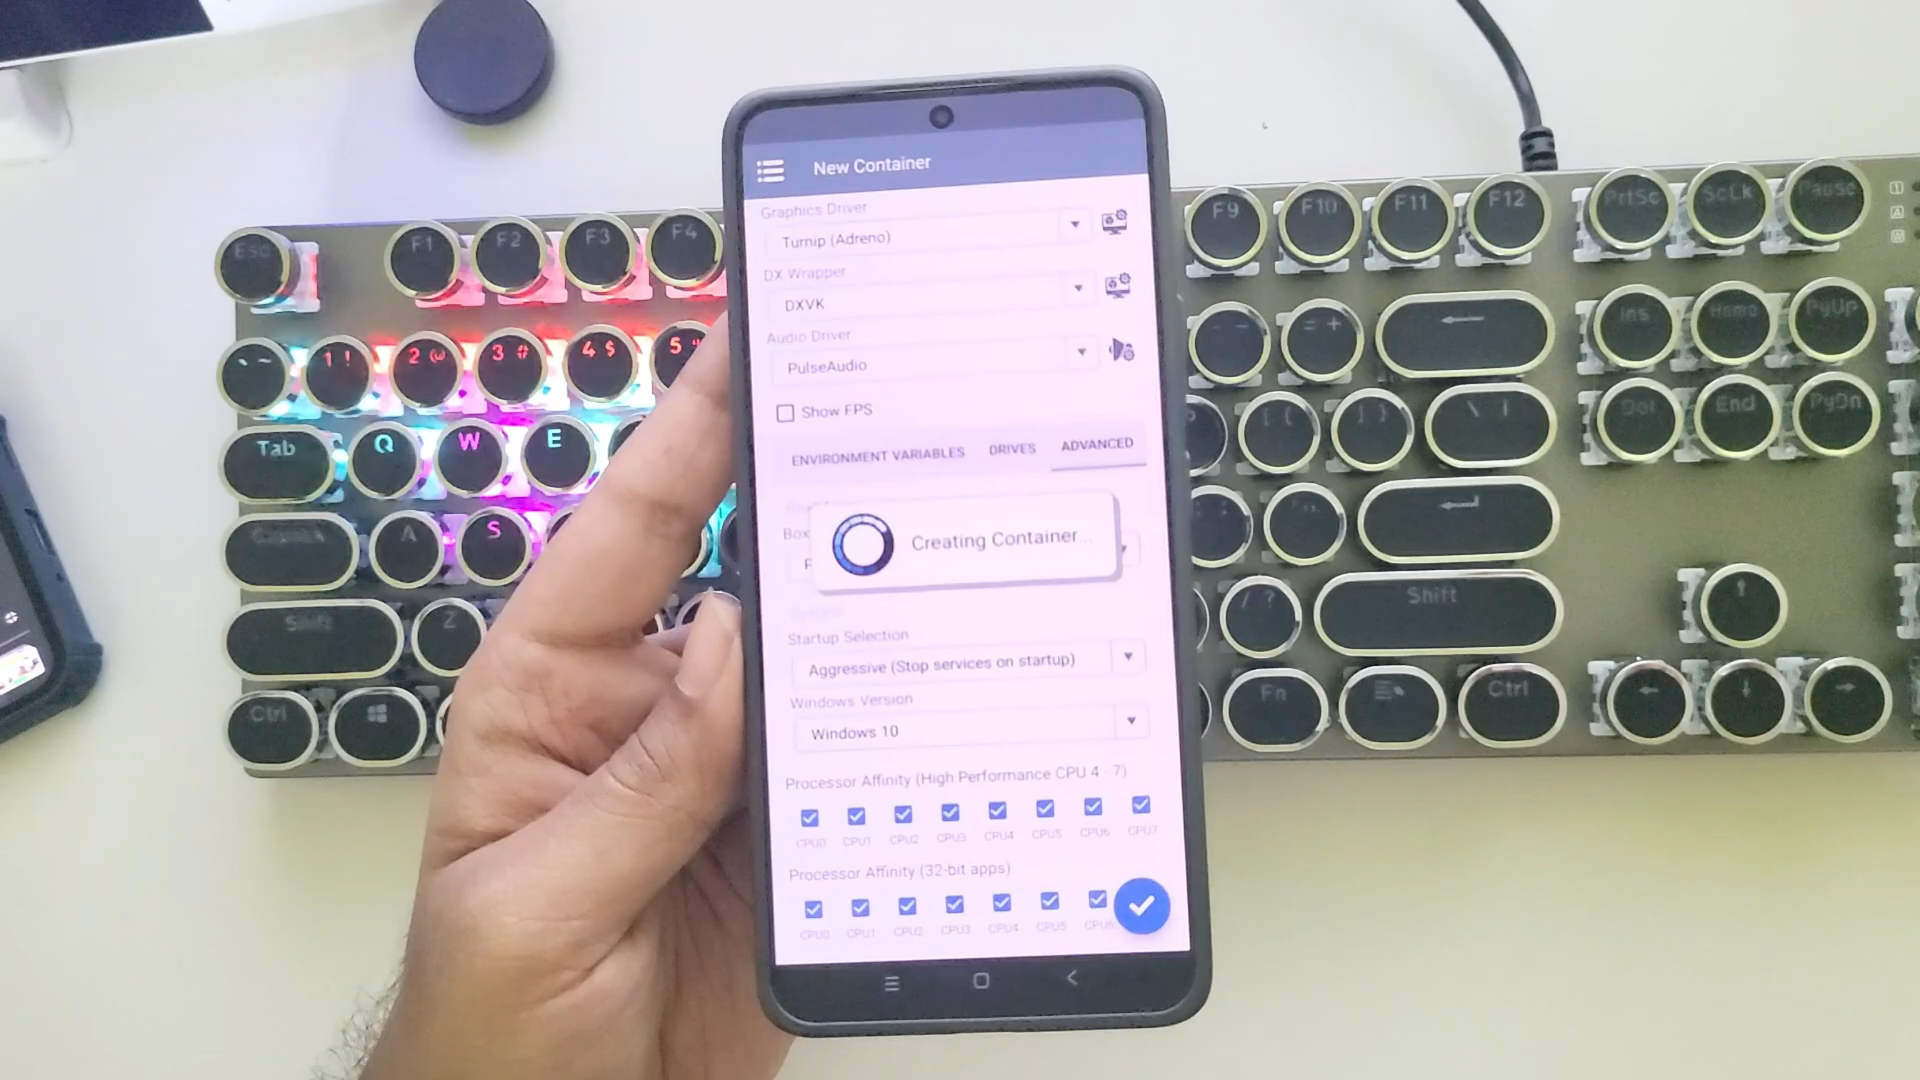 New Container
Graphics Driver
Turnip (Adreno)
DX Wrapper
DXVK
Audio Driver
PulseAudio
Show FPS
ENVIRONMENT VARIABLES DRIVES ADVANCED
Creating Container...
Startup Selection
Aggressive (Stop services on startup)
Windows Version
Windows 10
Processor Affinity (High Performance CPU 4 - 7)
CPU0 CPU1 CPU2 CPU3 CPU4 CPU5 CPU6 CPU7
Processor Affinity (32-bit apps)
CPU0 CPU1 CPU2 CPU3 CPU4 CPU5
Esc F1 F2 F3 F4 F9 F10 F11 F12 PrtSc ScLk Pause
1 ! 2 @ 3 # 4 $ 5 = + Ins Home PgUp
Tab Q W E [ { ] } \ | Del End PgDn
A S
Shift Z / ? Shift
Ctrl Fn Ctrl